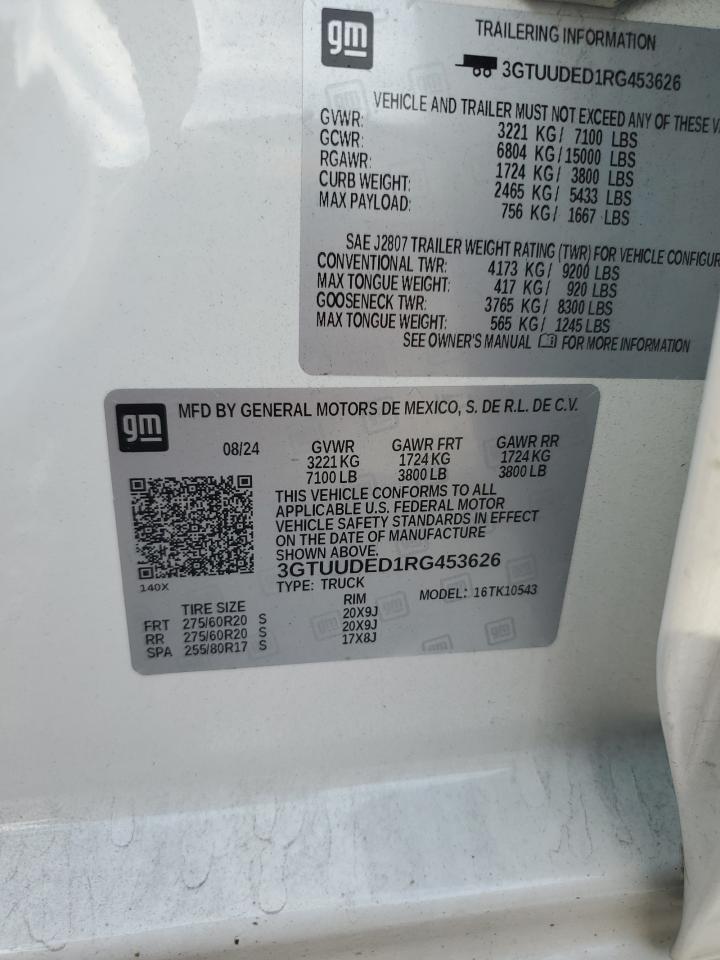 gm
TRAILERING INFORMATION
3GTUUDED1RG453626
VEHICLE AND TRAILER MUST NOT EXCEED ANY OF THESE
GVWR: 3221 KG/ 7100 LBS
GCWR: 6804 KG/15000 LBS
RGAWR: 1724 KG/ 3800 LBS
CURB WEIGHT: 2465 KG/ 5433 LBS
MAX PAYLOAD: 756 KG/ 1667 LBS
SAE J2807 TRAILER WEIGHT RATING (TWR) FOR VEHICLE CONFIGUR
CONVENTIONAL TWR: 4173 KG/ 9200 LBS
MAX TONGUE WEIGHT: 417 KG/ 920 LBS
GOOSENECK TWR: 3765 KG/ 8300 LBS
MAX TONGUE WEIGHT: 565 KG/ 1245 LBS
SEE OWNER'S MANUAL FOR MORE INFORMATION
gm
MFD BY GENERAL MOTORS DE MEXICO, S. DE R.L. DE C.V.
08/24 GVWR GAWR FRT GAWR RR
3221 KG 1724 KG 1724 KG
7100 LB 3800 LB 3800 LB
THIS VEHICLE CONFORMS TO ALL
APPLICABLE U.S. FEDERAL MOTOR
VEHICLE SAFETY STANDARDS IN EFFECT
ON THE DATE OF MANUFACTURE
SHOWN ABOVE.
3GTUUDED1RG453626
140X
TYPE: TRUCK MODEL: 16TK10543
TIRE SIZE RIM
FRT 275/60R20 S 20X9J
RR 275/60R20 S 20X9J
SPA 255/80R17 S 17X8J